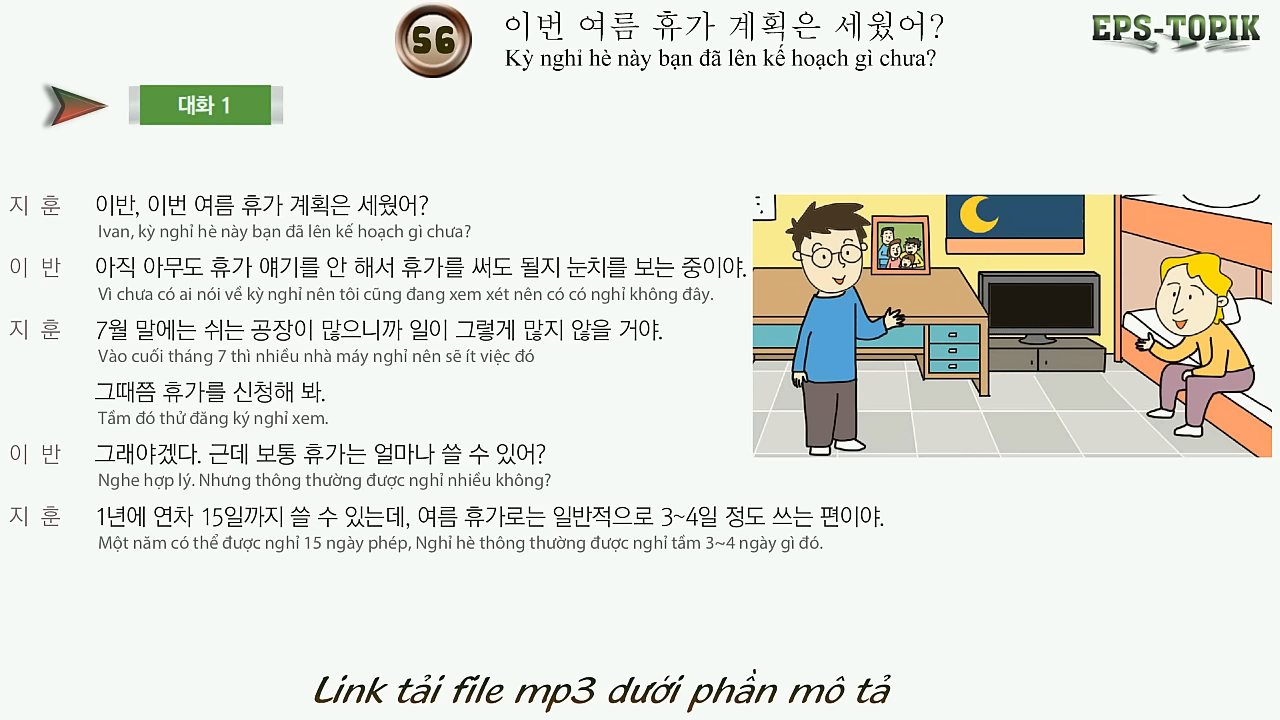 56
이번 여름 휴가 계획은 세웠어?
Kỳ nghỉ hè này bạn đã lên kế hoạch gì chưa?
EPS-TOPIK
대화 1
지 훈 이반, 이번 여름 휴가 계획은 세웠어?
Ivan, kỳ nghỉ hè này bạn đã lên kế hoạch gì chưa?
이 반 아직 아무도 휴가 얘기를 안 해서 휴가를 써도 될지 눈치를 보는 중이야.
Vì chưa có ai nói về kỳ nghỉ nên tôi cũng đang xem xét nên có có nghỉ không đây.
지 훈 7월 말에는 쉬는 공장이 많으니까 일이 그렇게 많지 않을 거야.
Vào cuối tháng 7 thì nhiều nhà máy nghỉ nên sẽ ít việc đó
그때쯤 휴가를 신청해 봐.
Tầm đó thử đăng ký nghỉ xem.
이 반 그래야겠다. 근데 보통 휴가는 얼마나 쓸 수 있어?
Nghe hợp lý. Nhưng thông thường được nghỉ nhiều không?
지 훈 1년에 연차 15일까지 쓸 수 있는데, 여름 휴가로는 일반적으로 3~4일 정도 쓰는 편이야.
Một năm có thể được nghỉ 15 ngày phép, Nghỉ hè thông thường được nghỉ tầm 3~4 ngày gì đó.
Link tải file mp3 dưới phần mô tả